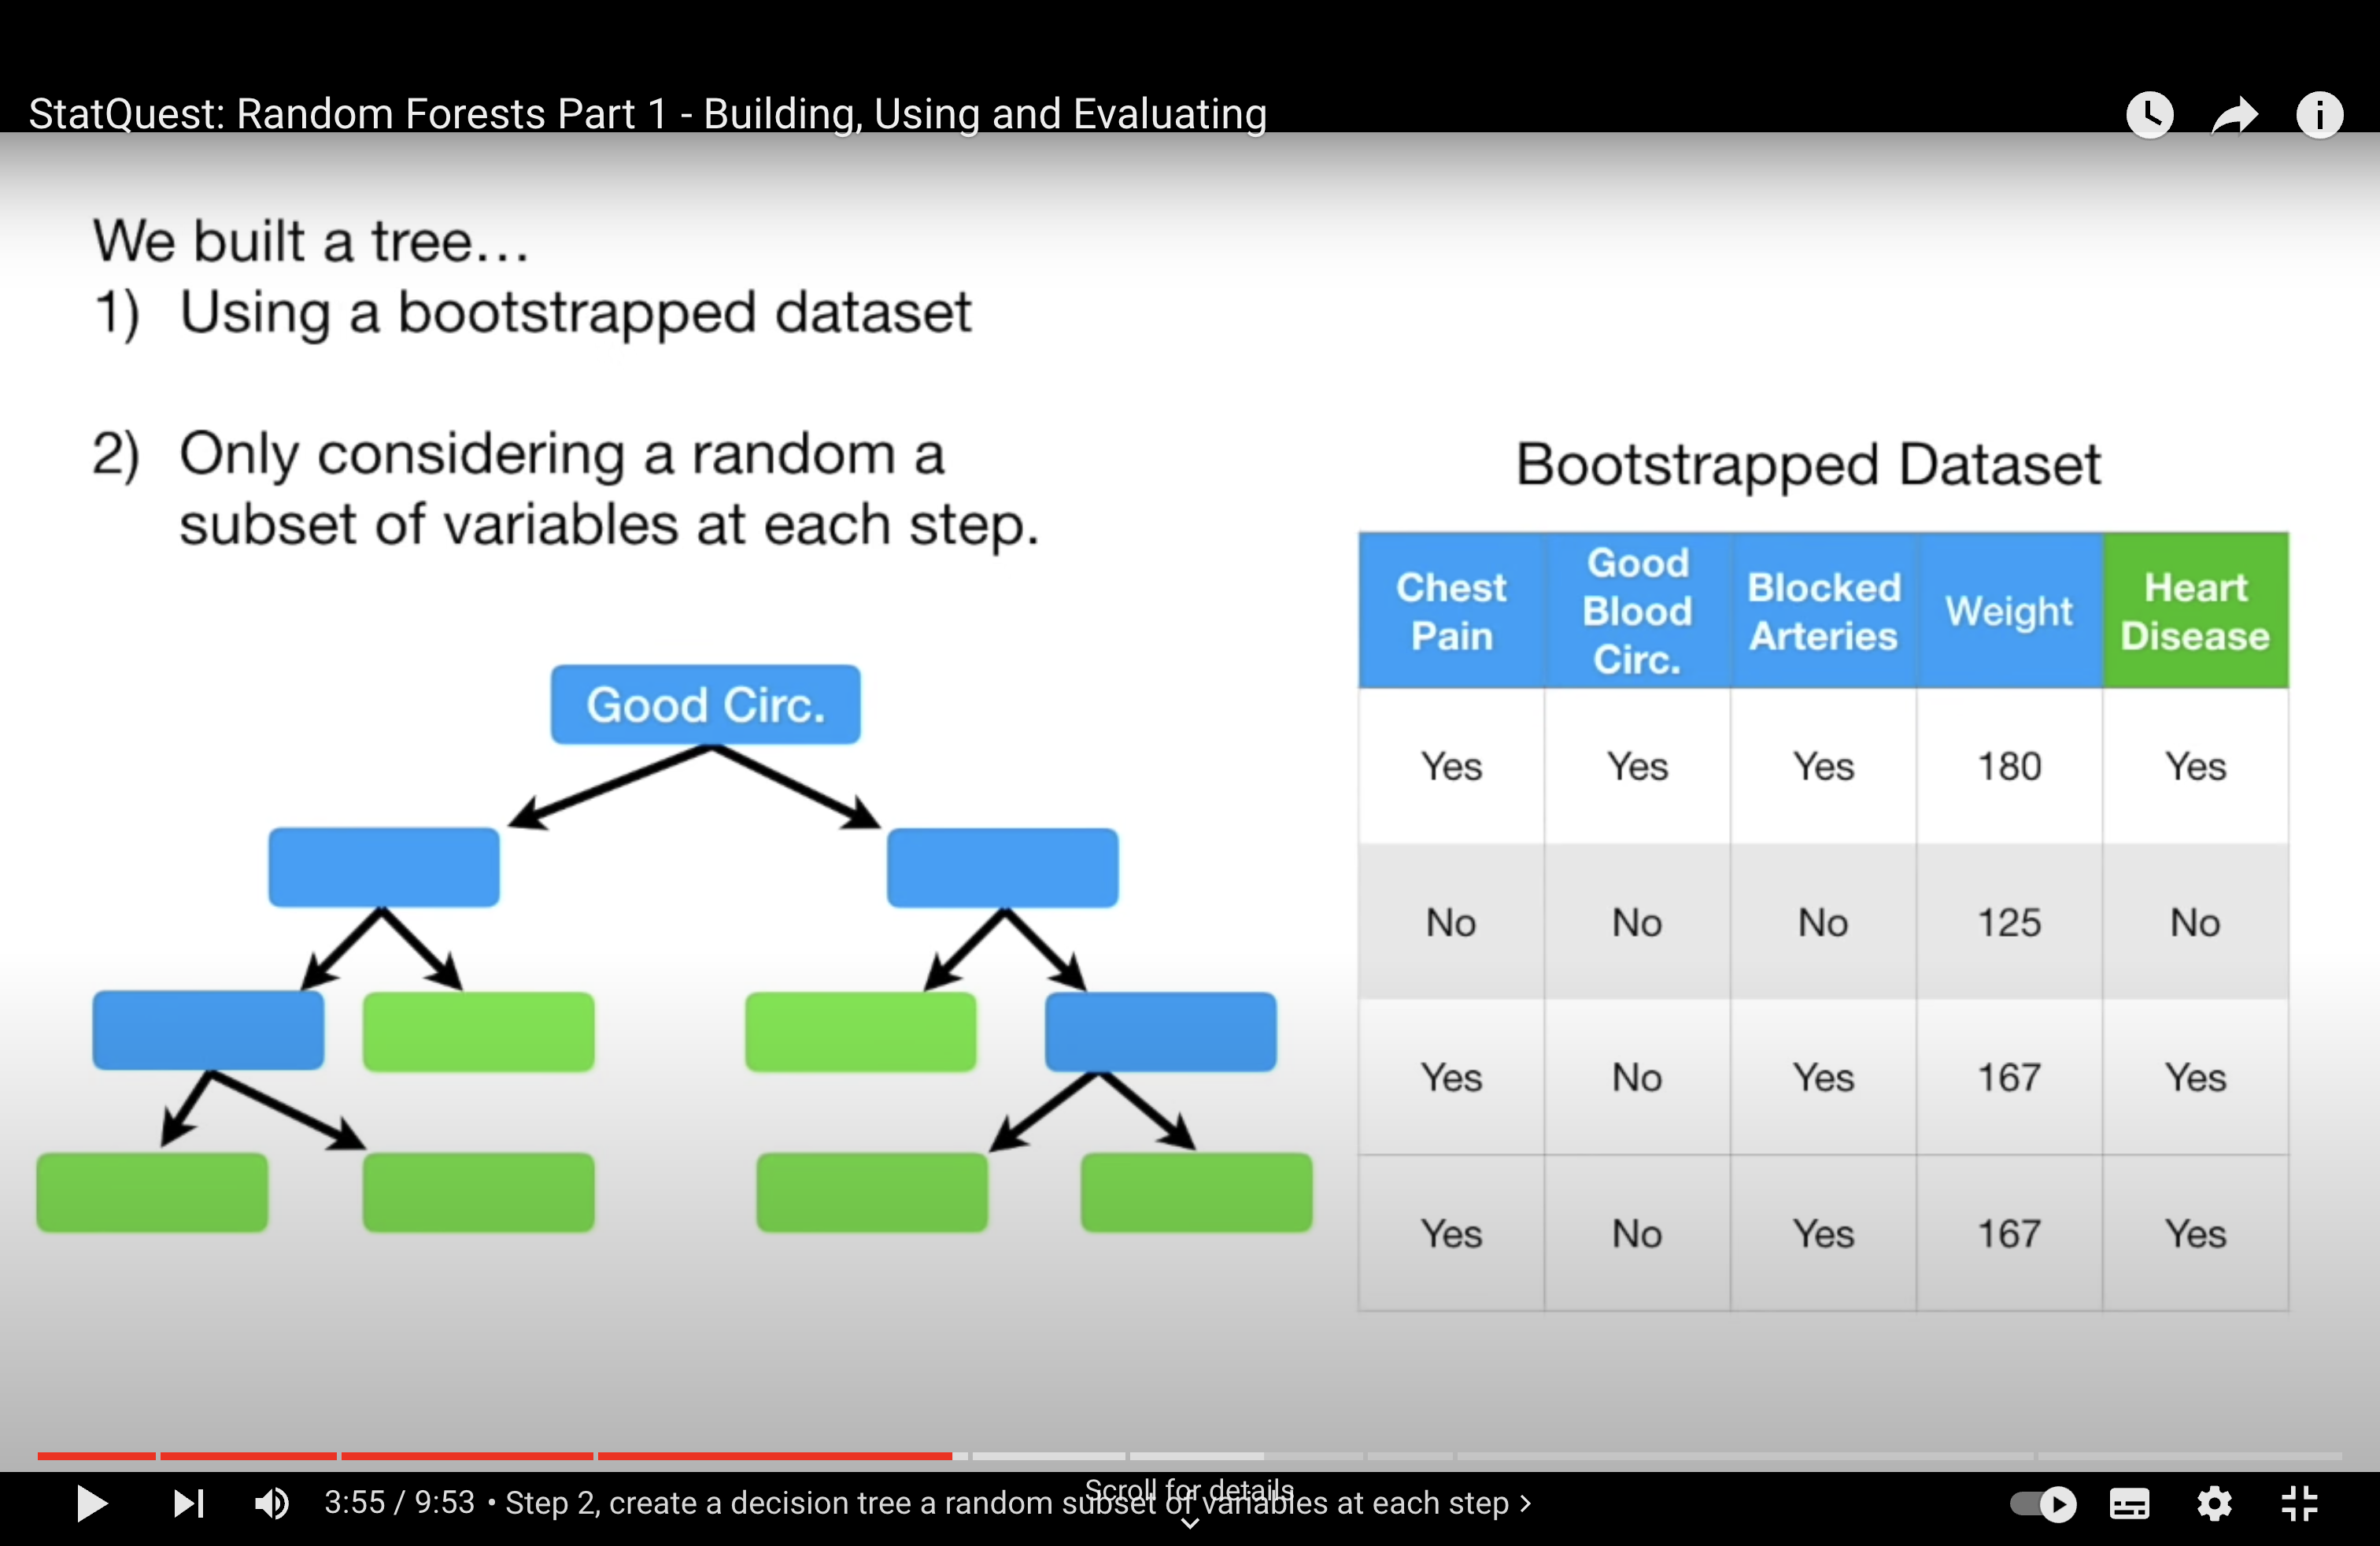 StatQuest: Random Forests Part 1 - Building, Using and Evaluating
We built a tree...
1) Using a bootstrapped dataset
2) Only considering a random a
subset of variables at each step.
Good Circ.
Bootstrapped Dataset
Chest Pain Good Blood Circ. Blocked Arteries Weight Heart Disease
Yes Yes Yes 180 Yes
No No No 125 No
Yes No Yes 167 Yes
Yes No Yes 167 Yes
Scroll for details
3:55 / 9:53 • Step 2, create a decision tree a random subset of variables at each step >